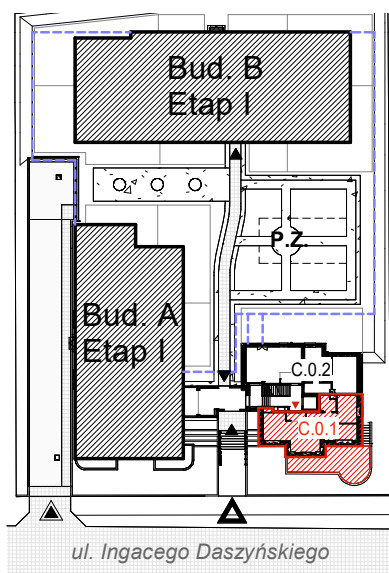 Bud. B
Etap I
P.Z.
Bud. A
Etap I
C.0.2
C.0.1
ul. Ingacego Daszyńskiego